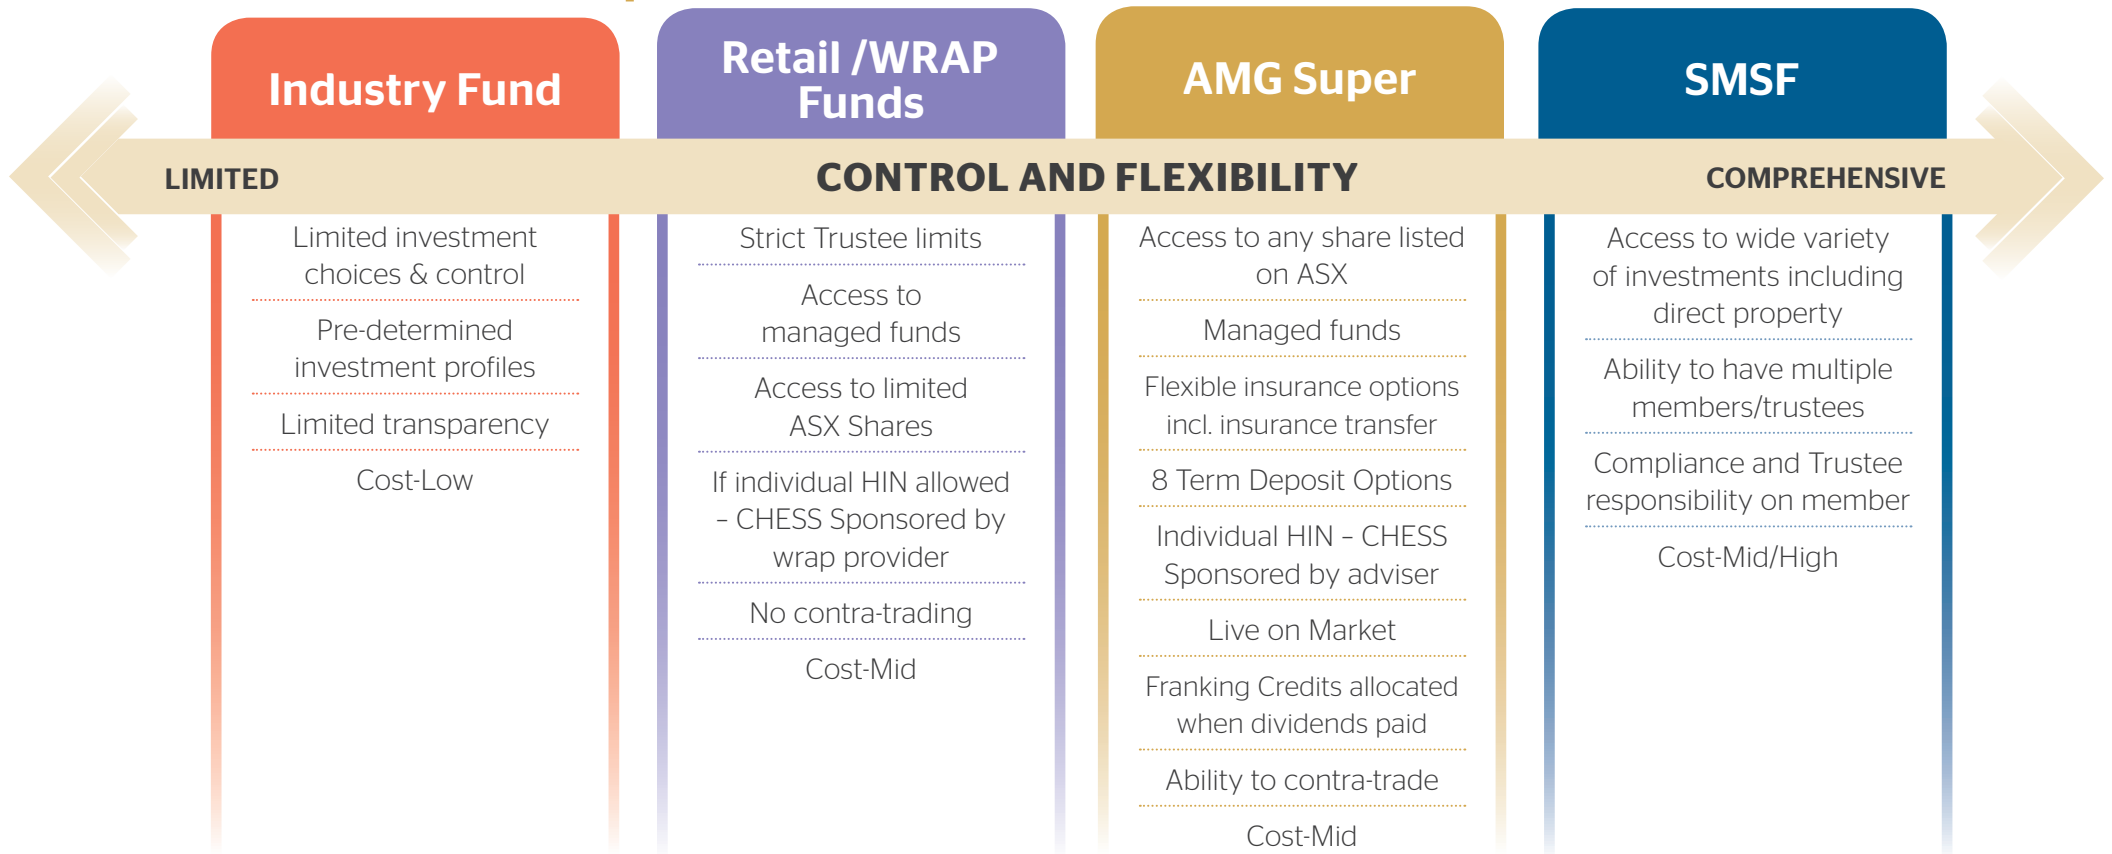 Industry Fund
Retail /WRAP
Funds
AMG Super
SMSF
LIMITED
CONTROL AND FLEXIBILITY
COMPREHENSIVE
Limited investment
choices & control
Pre-determined
investment profiles
Limited transparency
Cost-Low
Strict Trustee limits
Access to
managed funds
Access to limited
ASX Shares
If individual HIN allowed
– CHESS Sponsored by
wrap provider
No contra-trading
Cost-Mid
Access to any share listed
on ASX
Managed funds
Flexible insurance options
incl. insurance transfer
8 Term Deposit Options
Individual HIN – CHESS
Sponsored by adviser
Live on Market
Franking Credits allocated
when dividends paid
Ability to contra-trade
Cost-Mid
Access to wide variety
of investments including
direct property
Ability to have multiple
members/trustees
Compliance and Trustee
responsibility on member
Cost-Mid/High